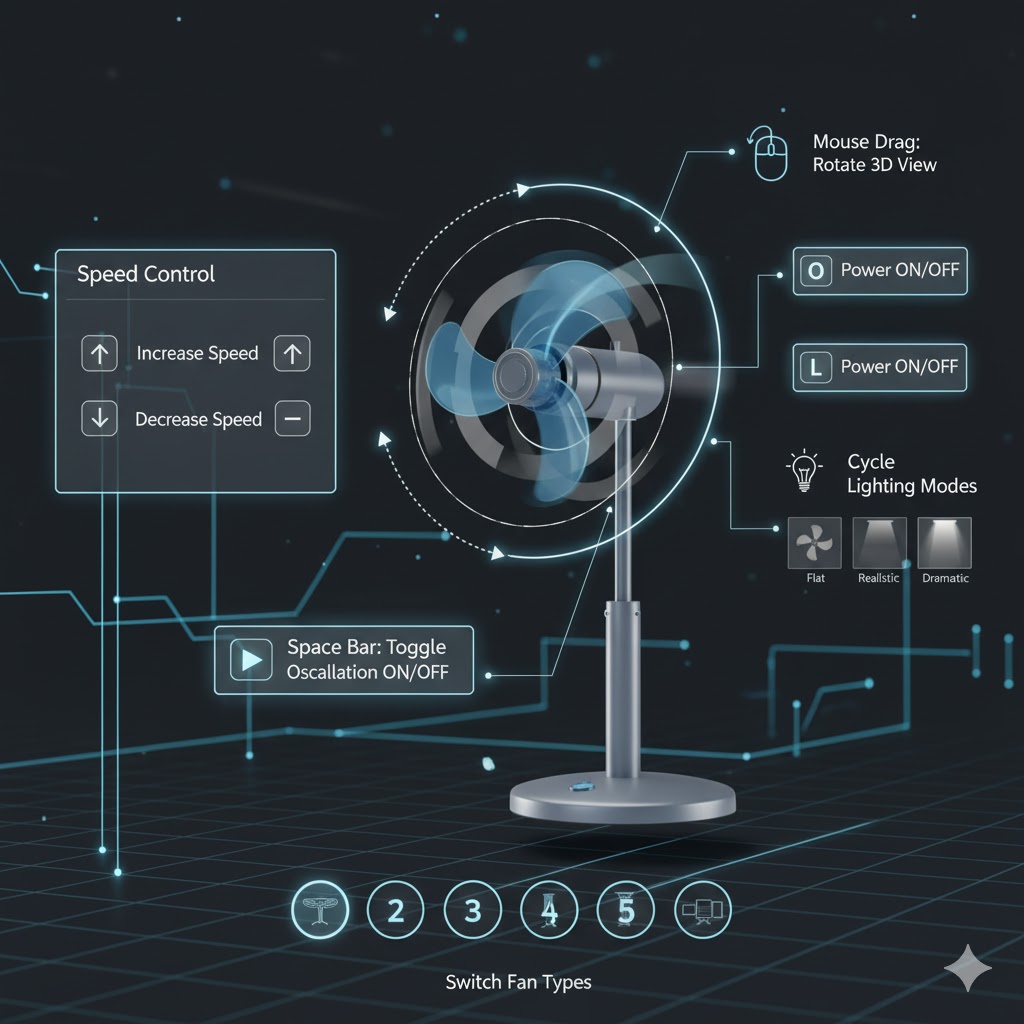 Mouse Drag:
Rotate 3D View
Speed Control
↑ Increase Speed ↑
↓ Decrease Speed −
O Power ON/OFF
L Power ON/OFF
Cycle
Lighting Modes
Flat Realstic Dramatic
Space Bar: Toggle
Oscallation ON/OFF
2 3 4 5
Switch Fan Types